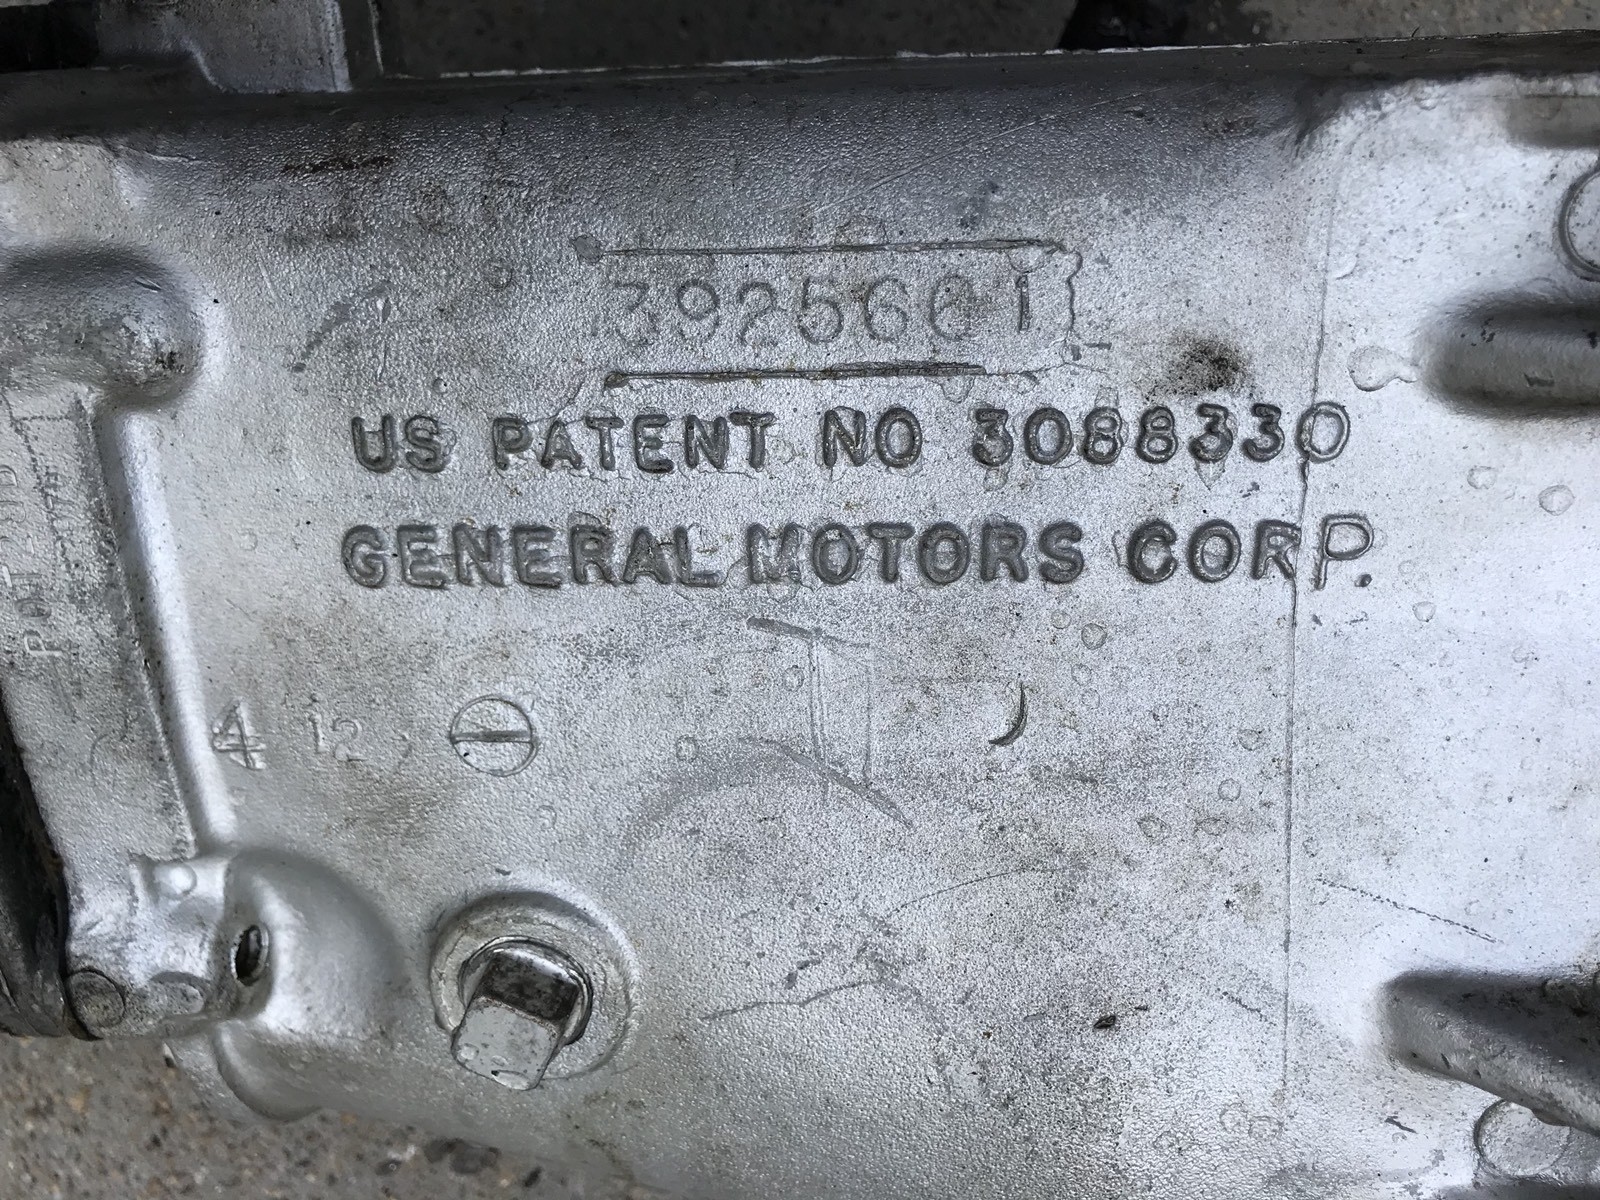 3925661
US PATENT NO 3088330
GENERAL MOTORS CORP.
4 12